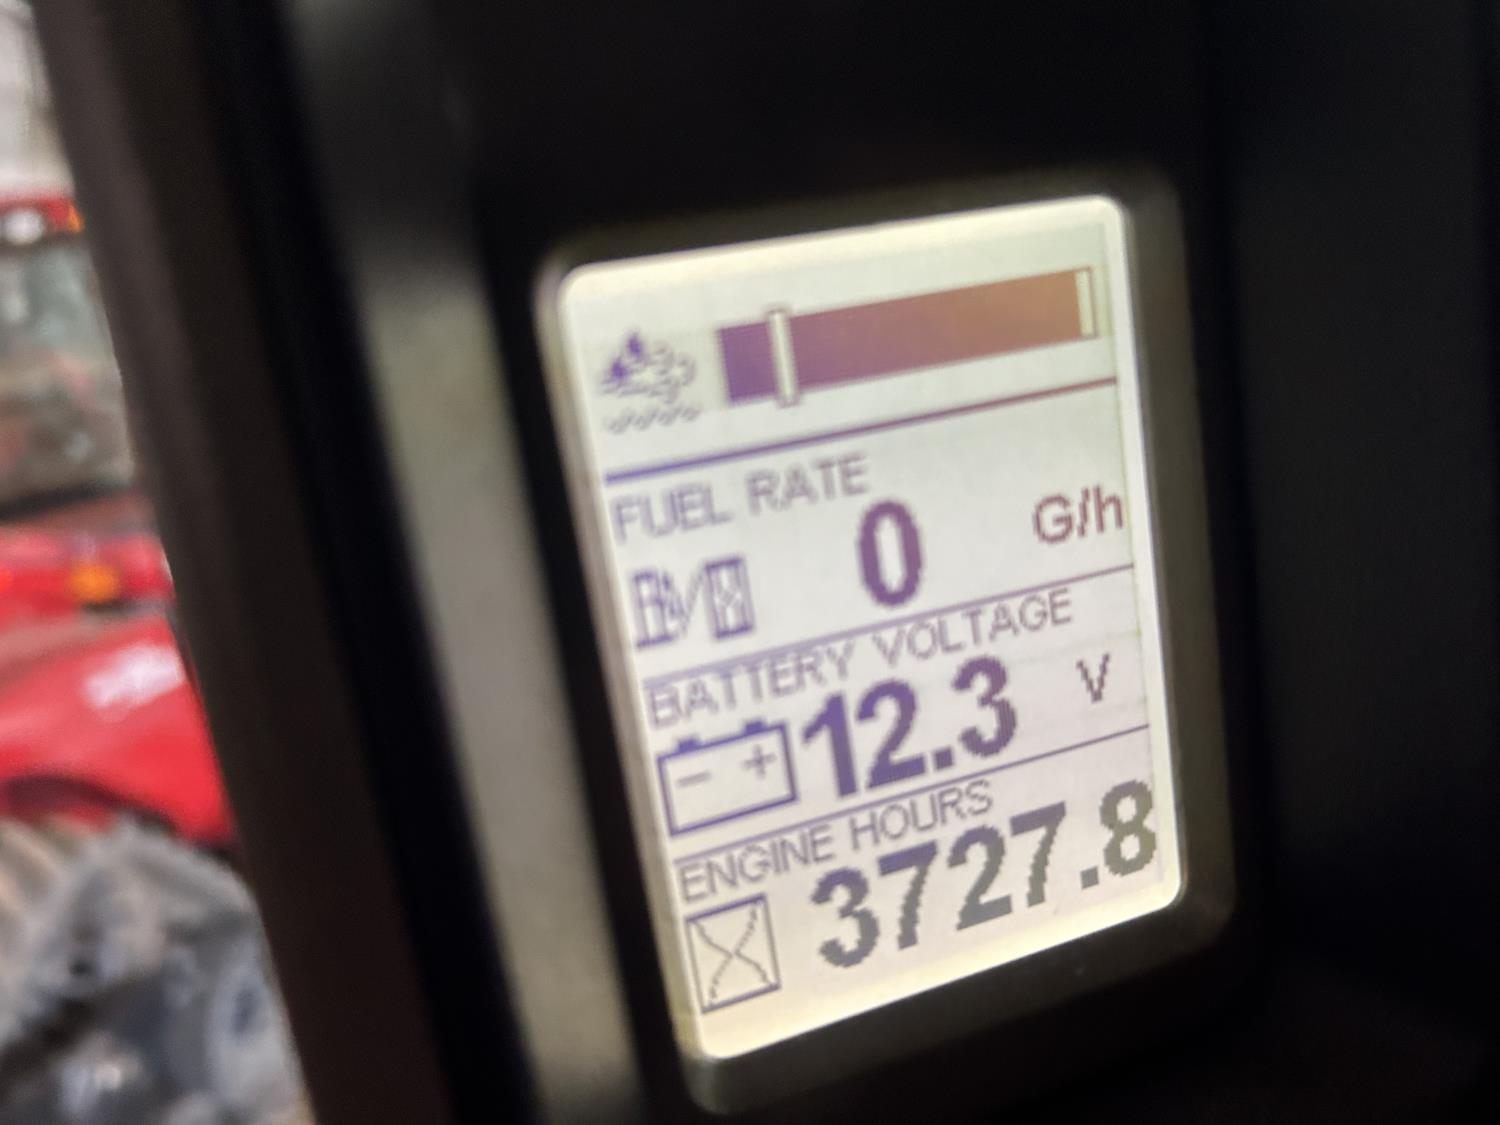 FUEL RATE
0 G/h
BATTERY VOLTAGE
- + 12.3 V
ENGINE HOURS
3727.8